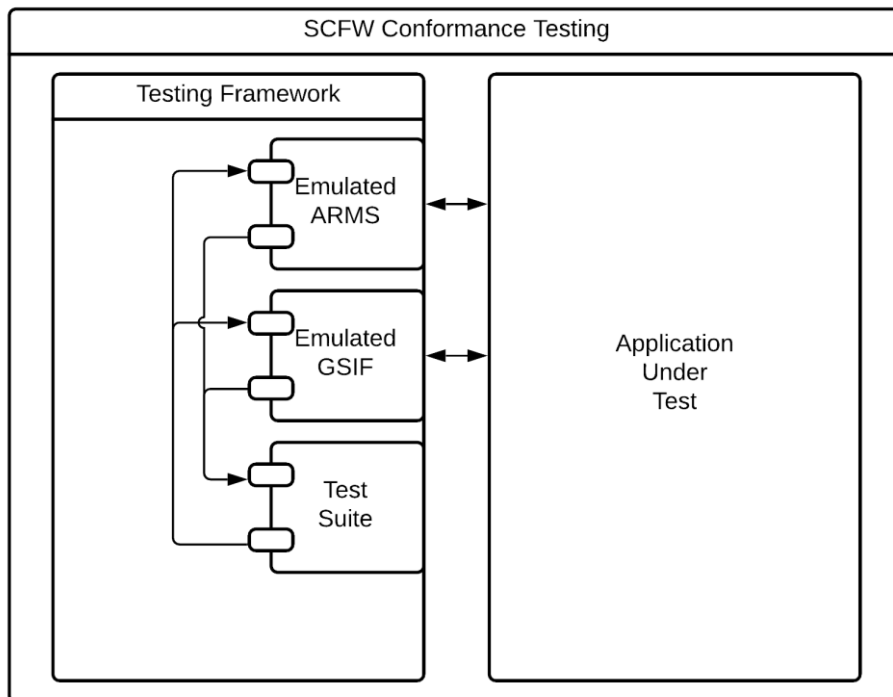 SCFW Conformance Testing
Testing Framework
Emulated
ARMS
Emulated
GSIF
Test
Suite
Application
Under
Test